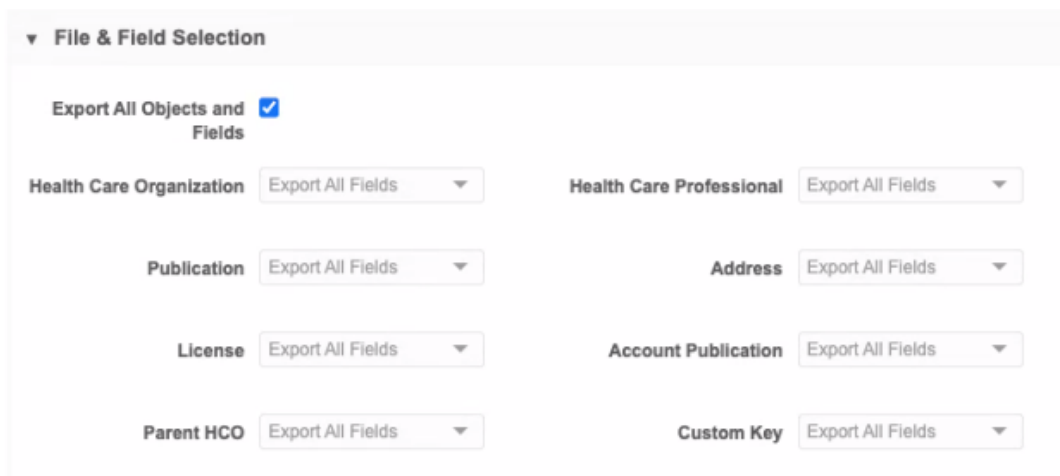 File & Field Selection
Export All Objects and
Fields
Health Care Organization Export All Fields Health Care Professional Export All Fields
Publication Export All Fields Address Export All Fields
License Export All Fields Account Publication Export All Fields
Parent HCO Export All Fields Custom Key Export All Fields